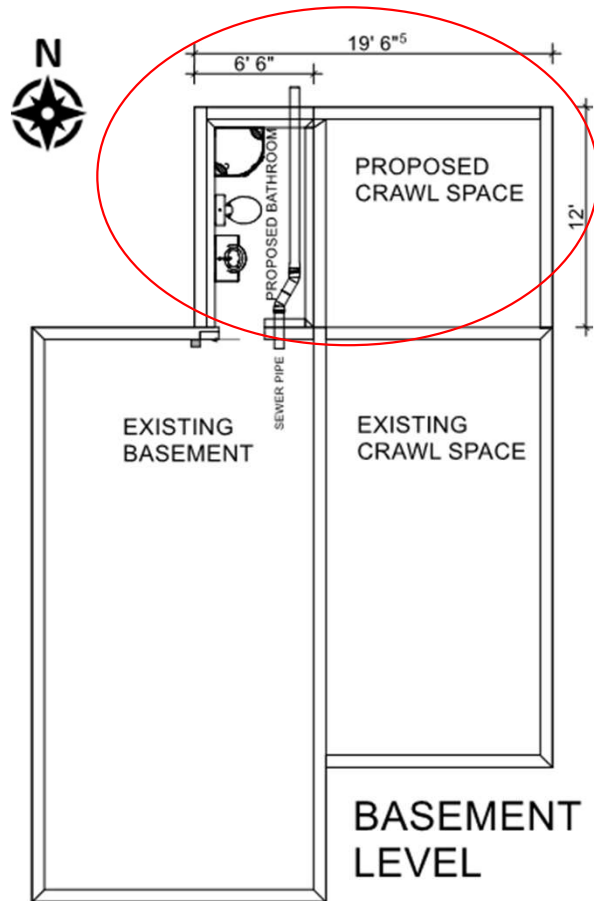 N
19' 6"⁵
6' 6"
PROPOSED BATHROOM
PROPOSED
CRAWL SPACE
12'
SEWER PIPE
EXISTING
BASEMENT
EXISTING
CRAWL SPACE
BASEMENT
LEVEL